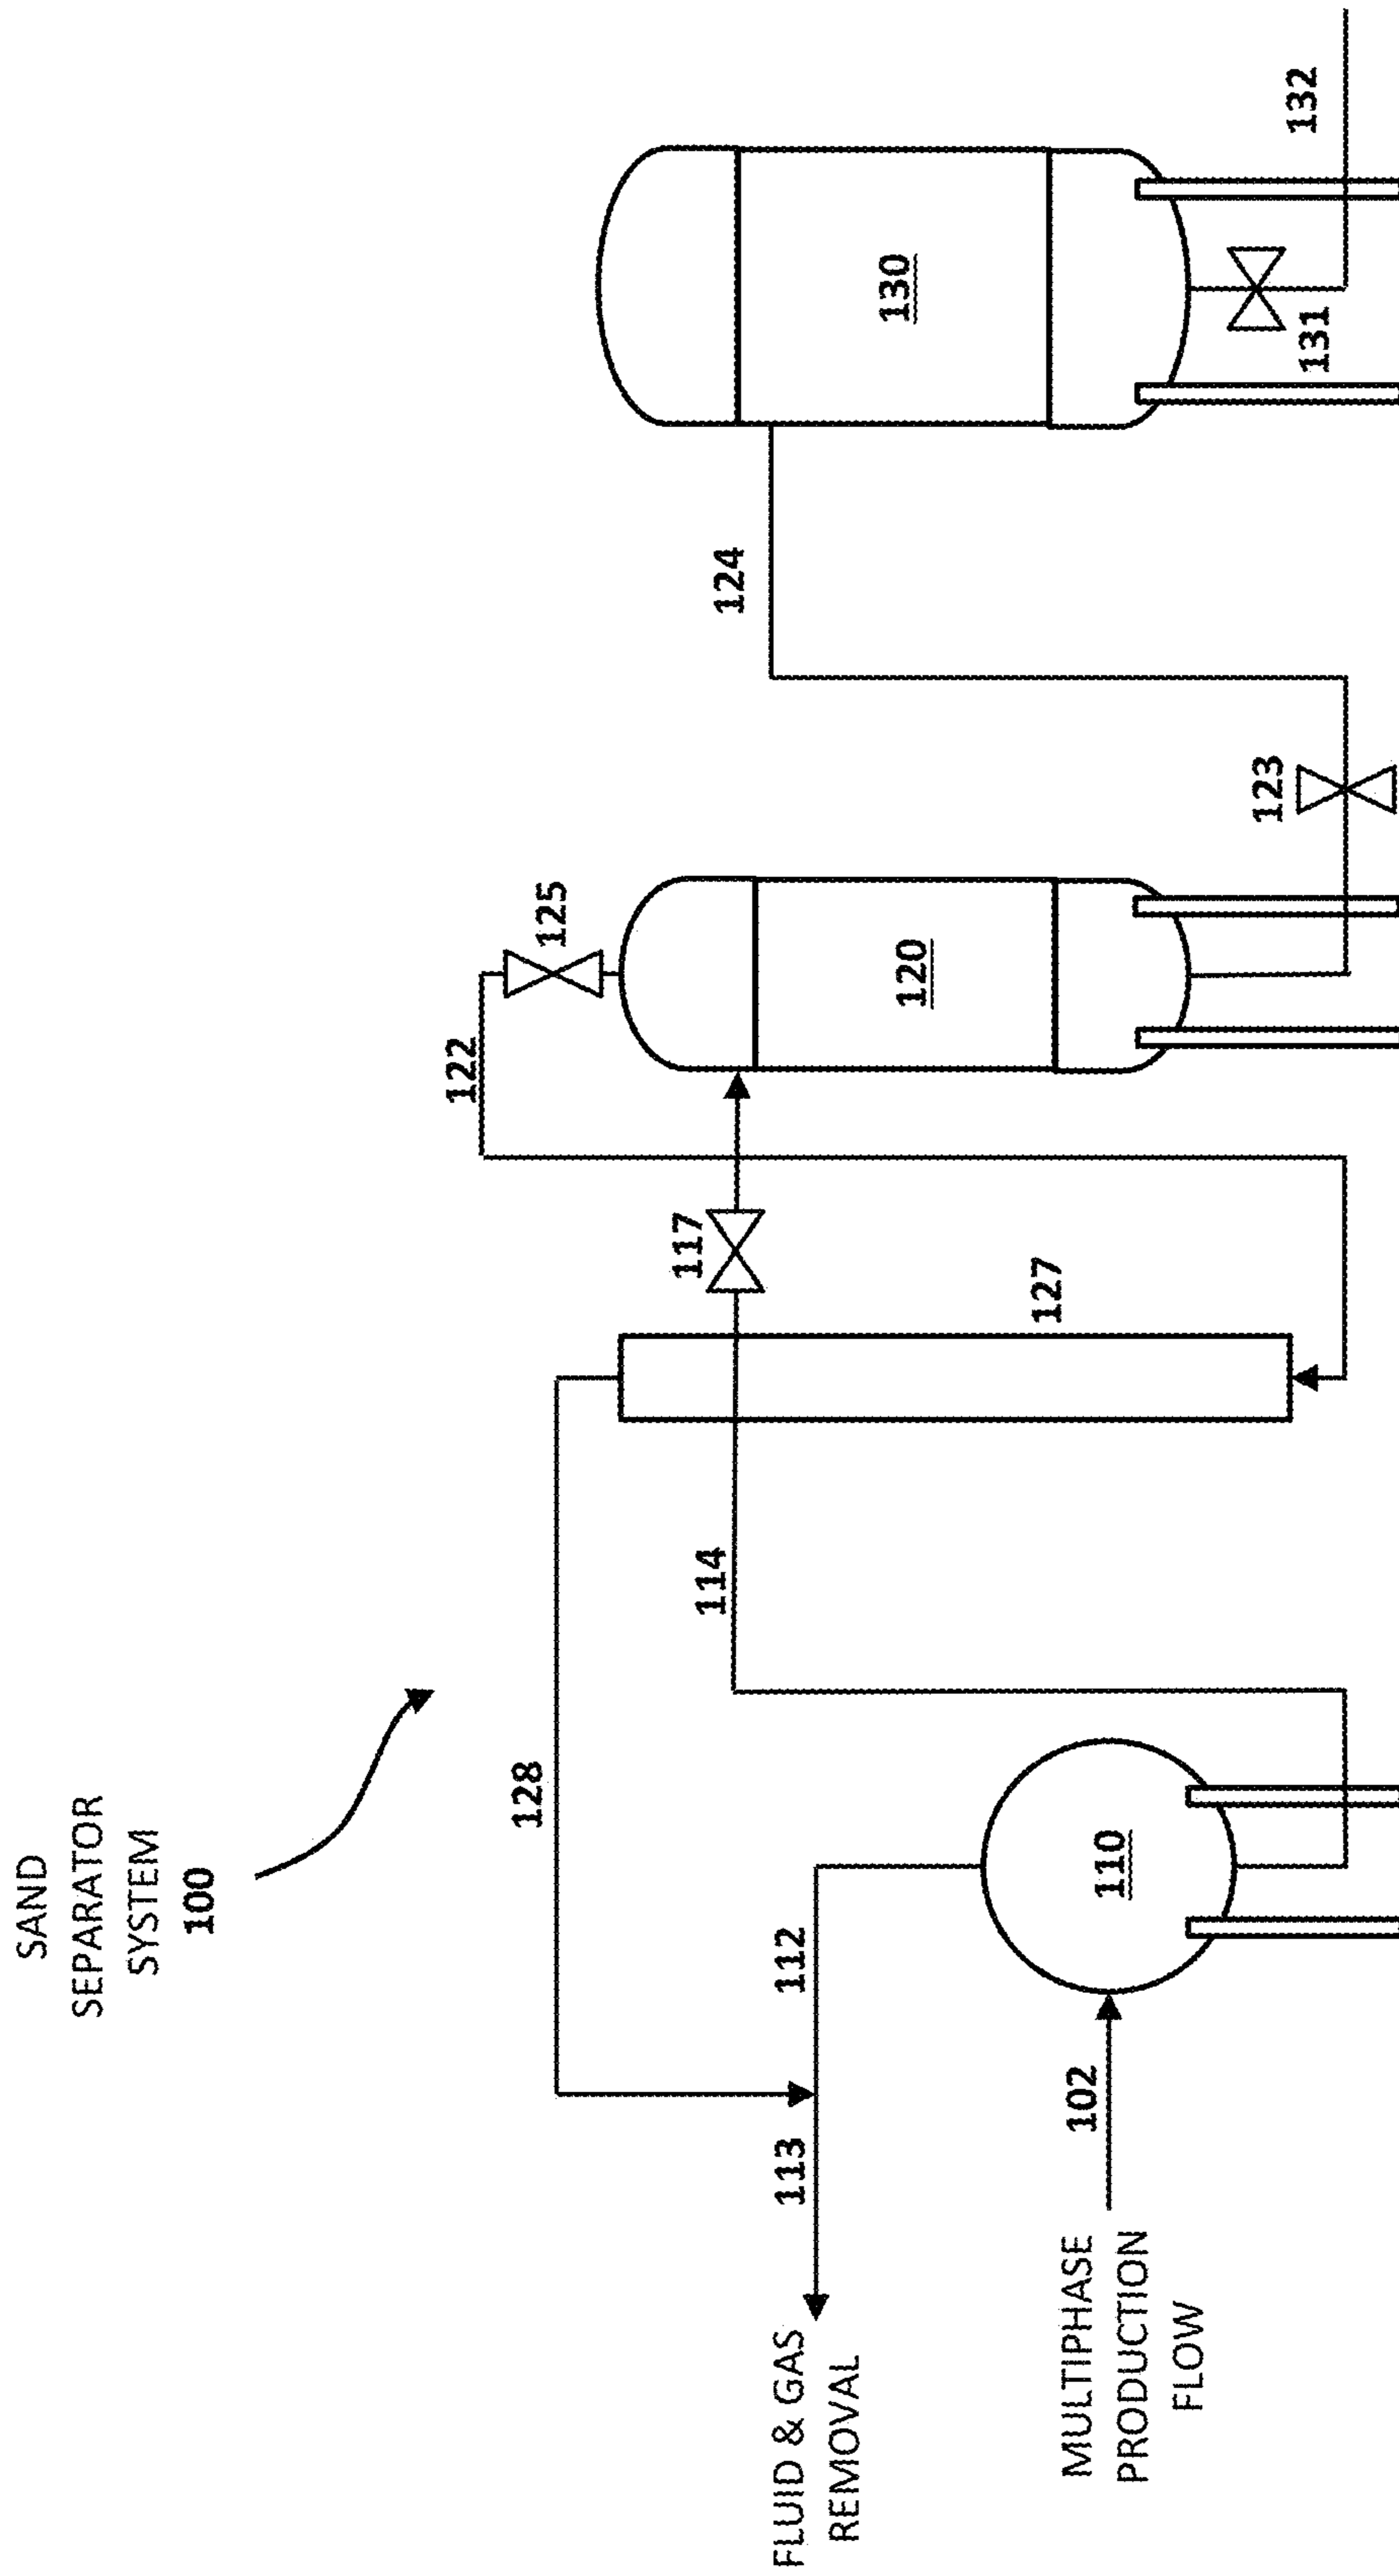 SAND
SEPARATOR
SYSTEM
100
122
125
128
114
117
124
130
113
112
120
127
FLUID & GAS
REMOVAL
102
110
123
131
132
MULTIPHASE
PRODUCTION
FLOW